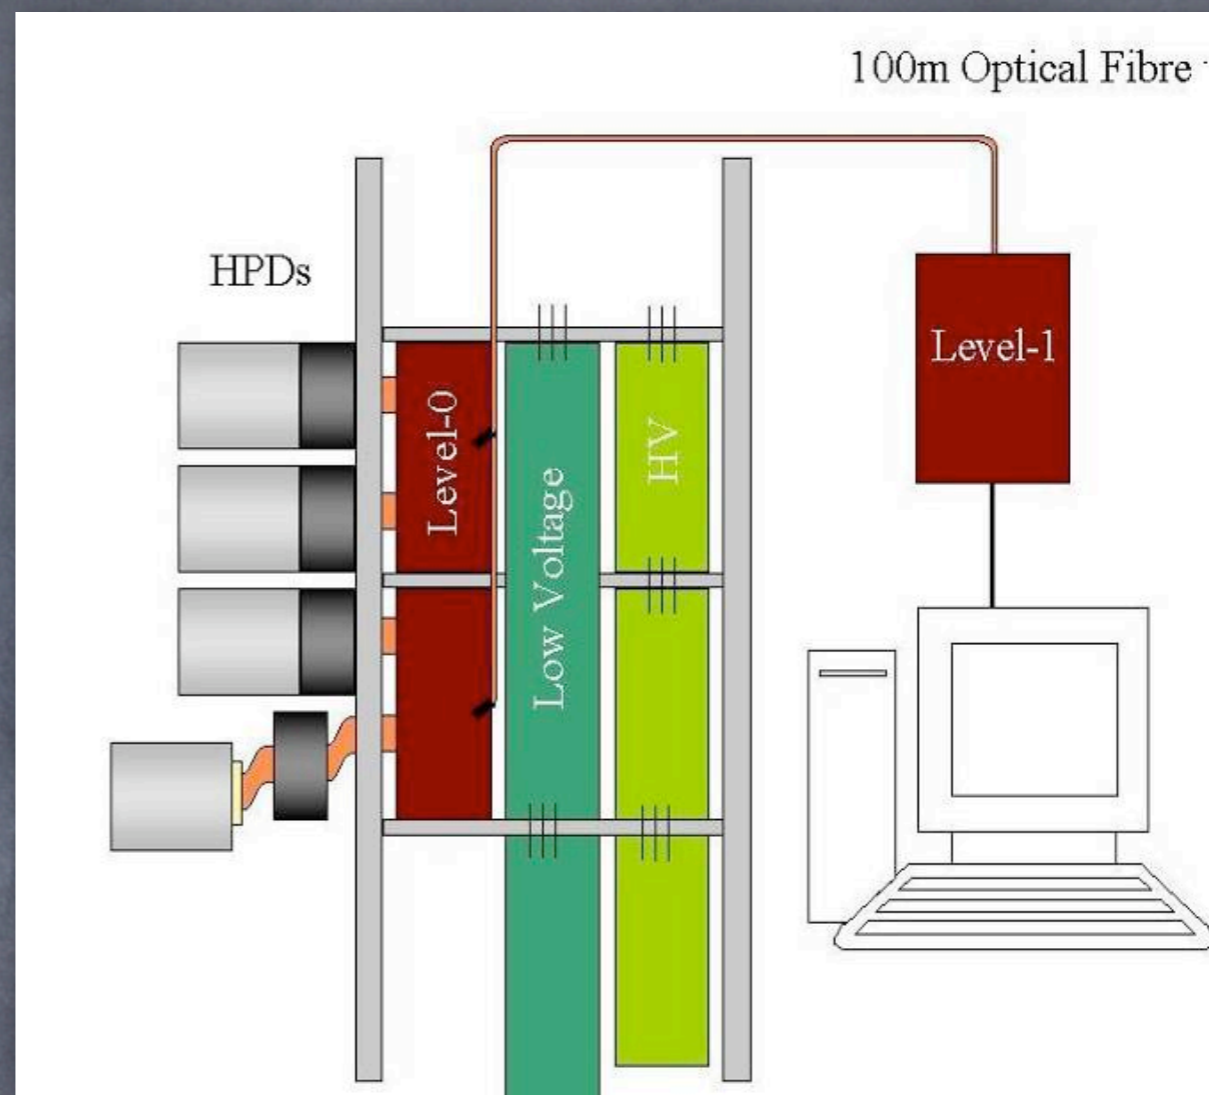 100m Optical Fibre
HPDs
Level-1
Level-0
HV
Low Voltage